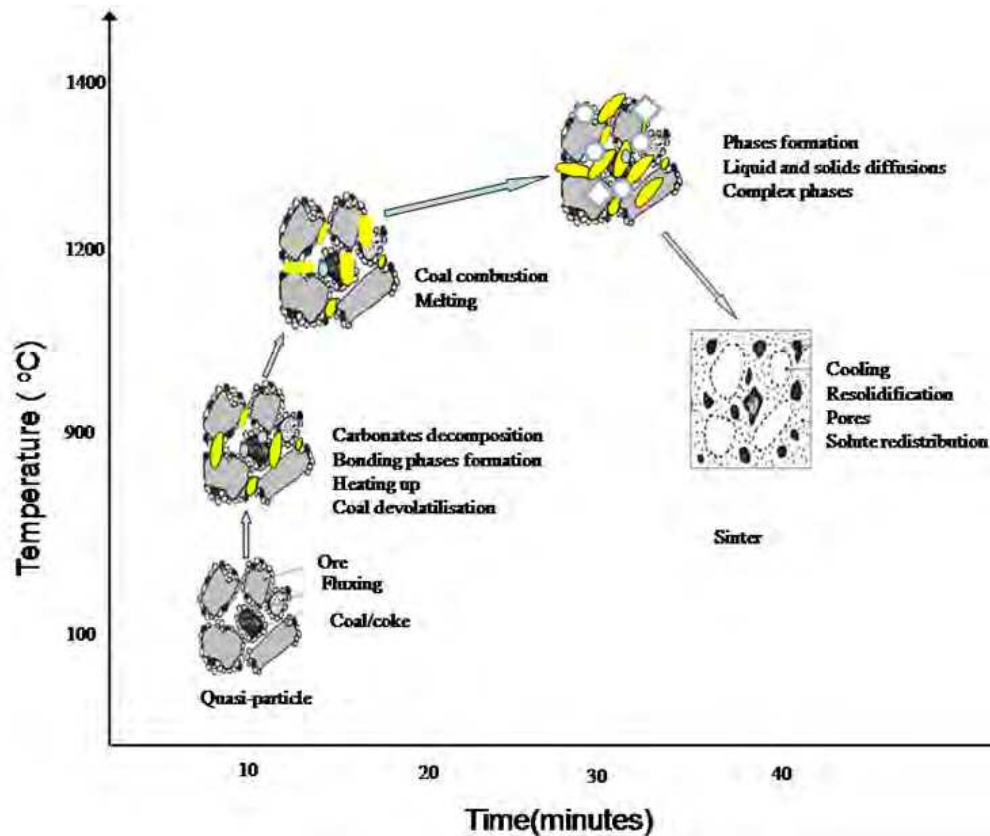 1400
Phases formation
Liquid and solids diffusions
Complex phases
1200
Coal combustion
Melting
Cooling
Resolidification
Pores
Solute redistribution
Temperature ( °C)
900
Carbonates decomposition
Bonding phases formation
Heating up
Coal devolatilisation
Sinter
Ore
Fluxing
Coal/coke
100
Quasi-particle
10
20
30
40
Time(minutes)